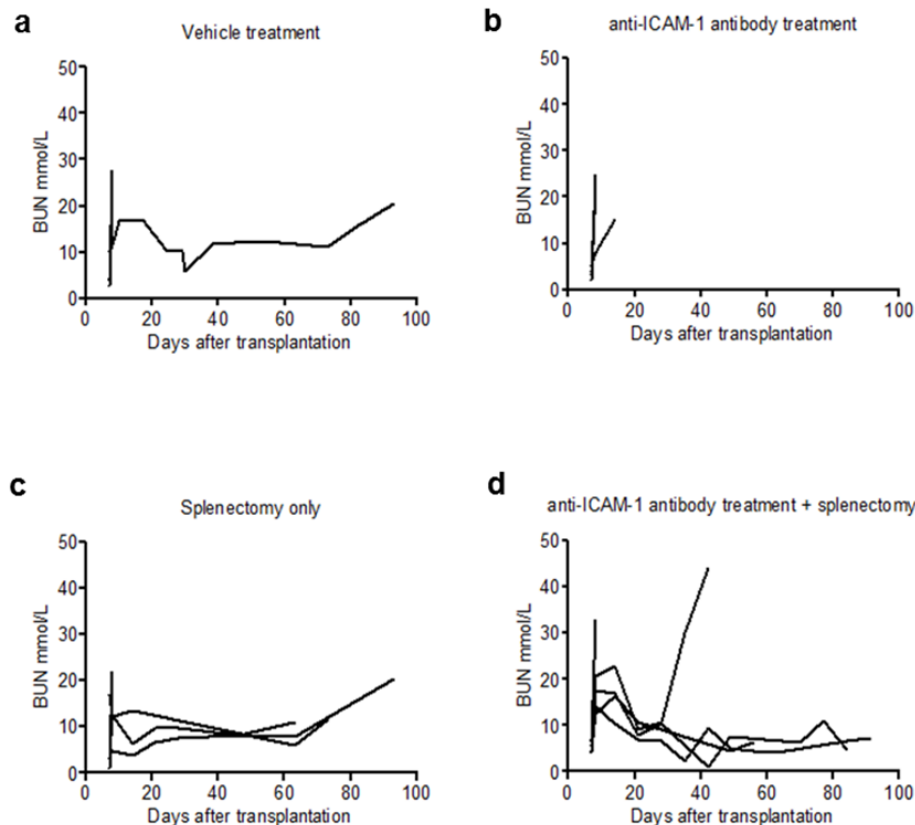 a
Vehicle treatment
BUN mmol/L
50
40
30
20
10
0
0 20 40 60 80 100
Days after transplantation
b
anti-ICAM-1 antibody treatment
BUN mmol/L
50
40
30
20
10
0
0 20 40 60 80 100
Days after transplantation
c
Splenectomy only
BUN mmol/L
50
40
30
20
10
0
0 20 40 60 80 100
Days after transplantation
d
anti-ICAM-1 antibody treatment + splenectomy
BUN mmol/L
50
40
30
20
10
0
0 20 40 60 80 100
Days after transplantation